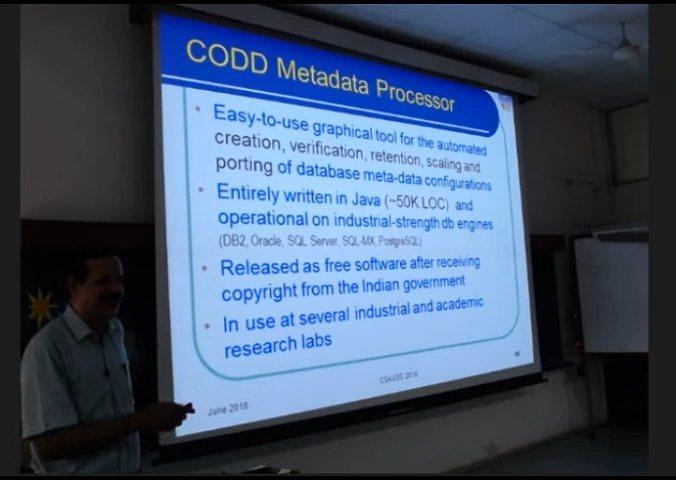 CODD Metadata Processor
• Easy-to-use graphical tool for the automated
creation, verification, retention, scaling and
porting of database meta-data configurations
• Entirely written in Java (~50K LOC) and
operational on industrial-strength db engines
(DB2, Oracle, SQL Server, SQL-MX, PostgreSQL)
• Released as free software after receiving
copyright from the Indian government
• In use at several industrial and academic
research labs
June 2018